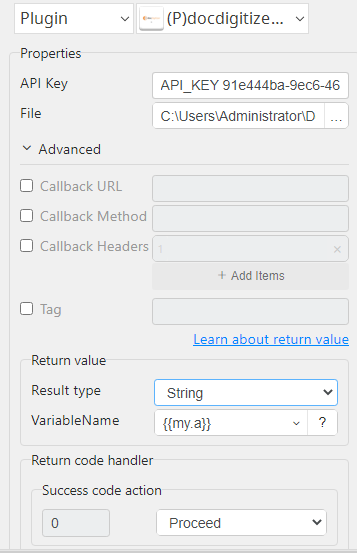 Plugin (P)docdigitize...
Properties
API Key API_KEY 91e444ba-9ec6-46
File C:\Users\Administrator\D ...
Advanced
Callback URL
Callback Method
Callback Headers 1 ×
+ Add Items
Tag
Learn about return value
Return value
Result type String
VariableName {{my.a}} ?
Return code handler
Success code action
0 Proceed